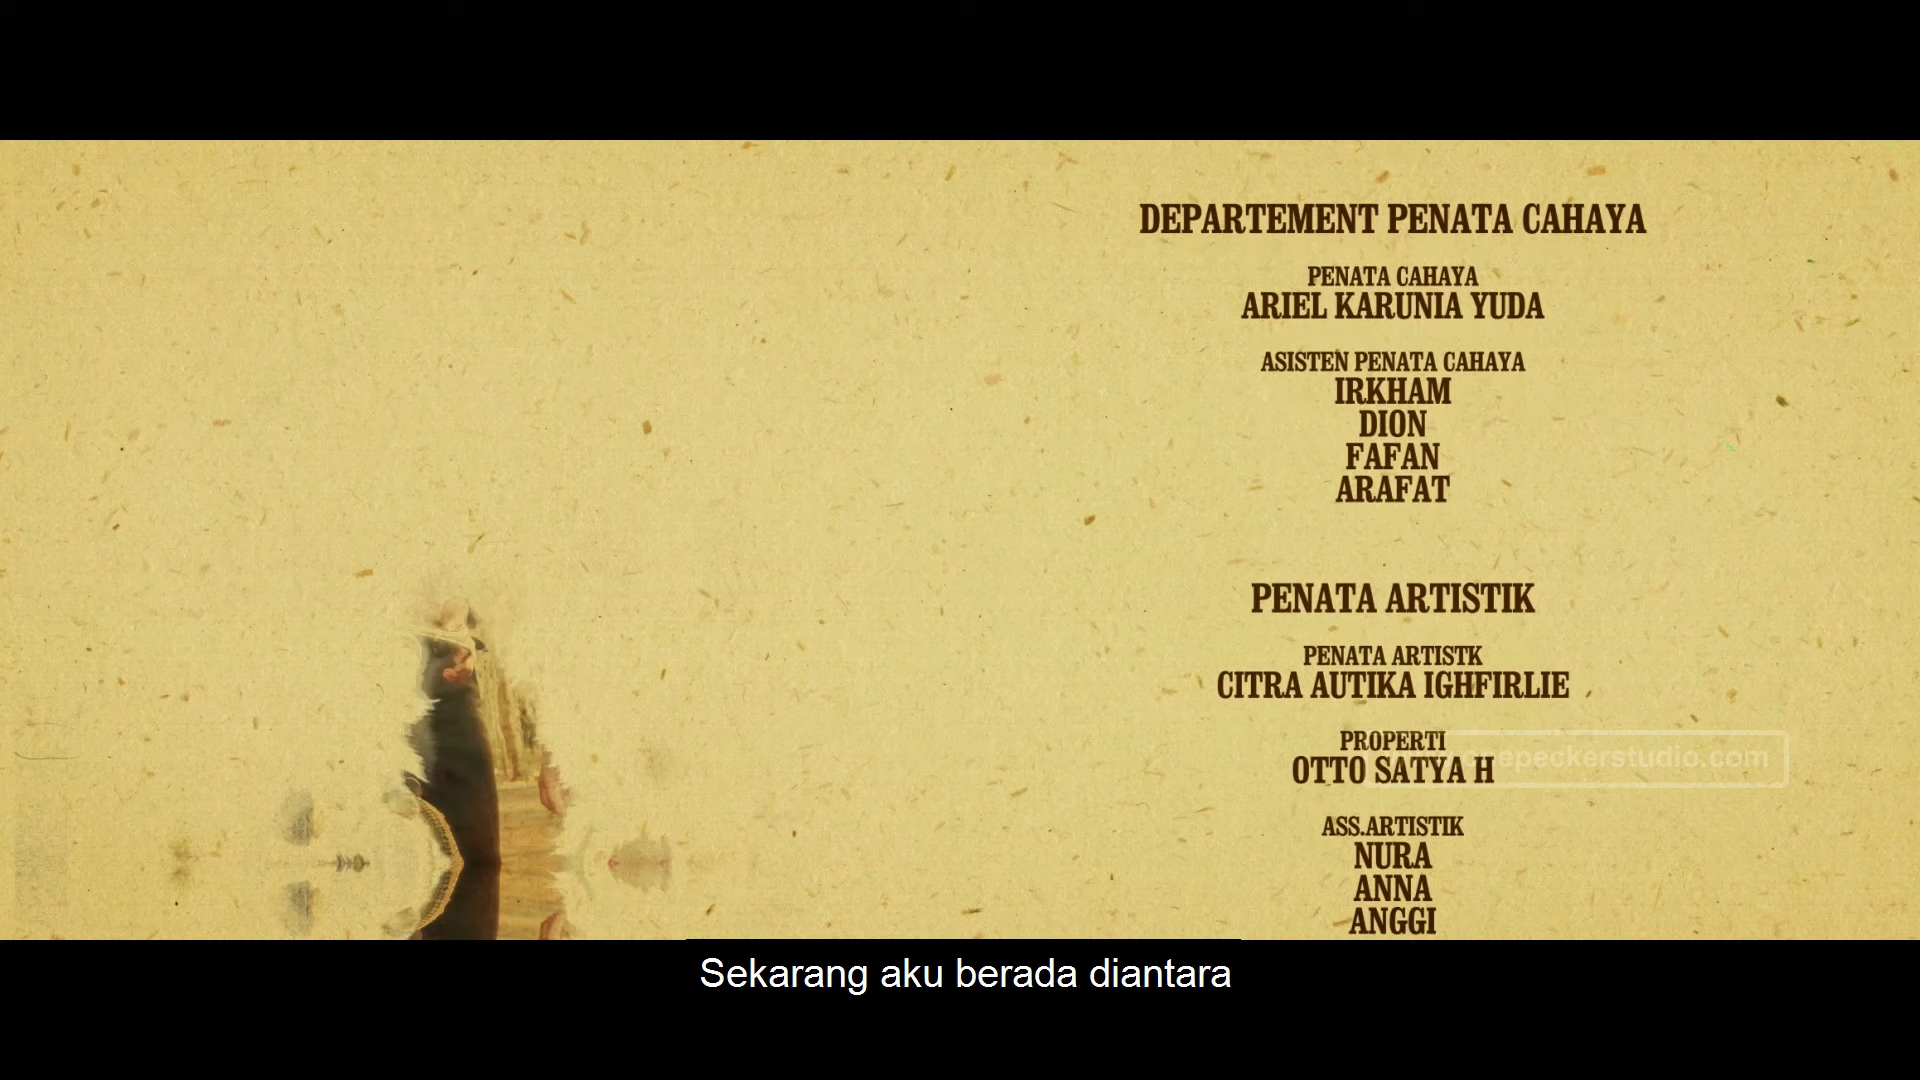 DEPARTEMENT PENATA CAHAYA
PENATA CAHAYA
ARIEL KARUNIA YUDA
ASISTEN PENATA CAHAYA
IRKHAM
DION
FAFAN
ARAFAT
PENATA ARTISTIK
PENATA ARTISTK
CITRA AUTIKA IGHFIRLIE
PROPERTI
OTTO SATYA H
ASS.ARTISTIK
NURA
ANNA
ANGGI
Sekarang aku berada diantara